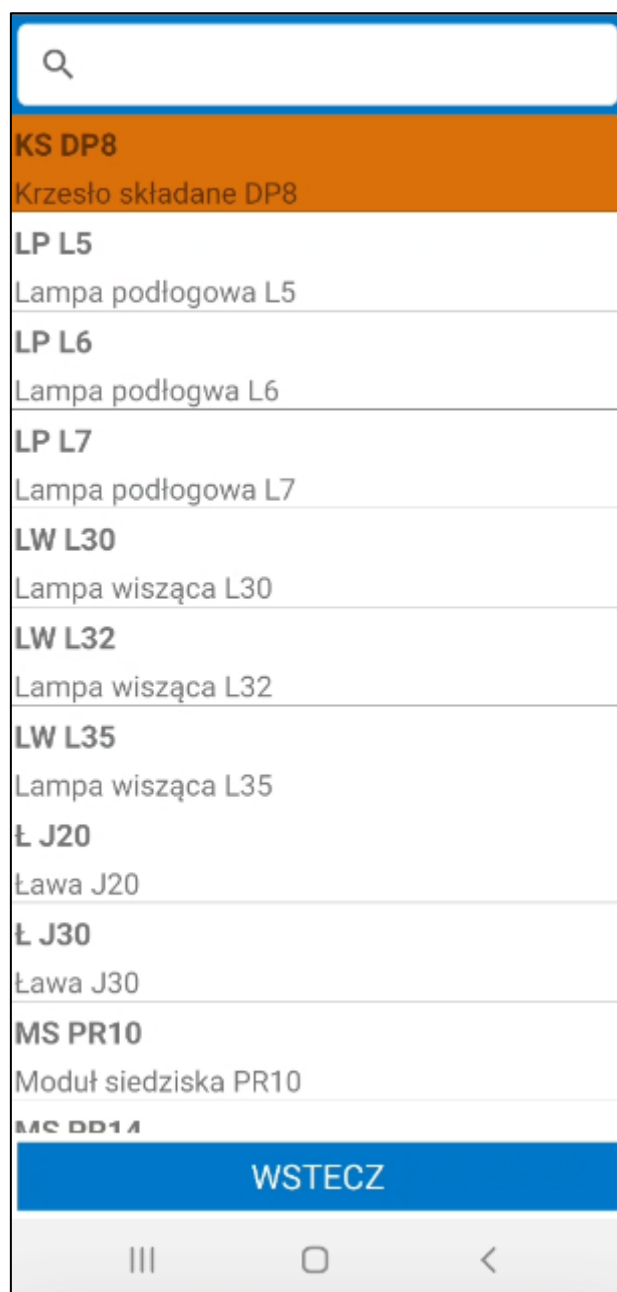 KS DP8
Krzesło składane DP8
LP L5
Lampa podłogowa L5
LP L6
Lampa podłogwa L6
LP L7
Lampa podłogowa L7
LW L30
Lampa wisząca L30
LW L32
Lampa wisząca L32
LW L35
Lampa wisząca L35
Ł J20
Ława J20
Ł J30
Ława J30
MS PR10
Moduł siedziska PR10
MS PR14
WSTECZ